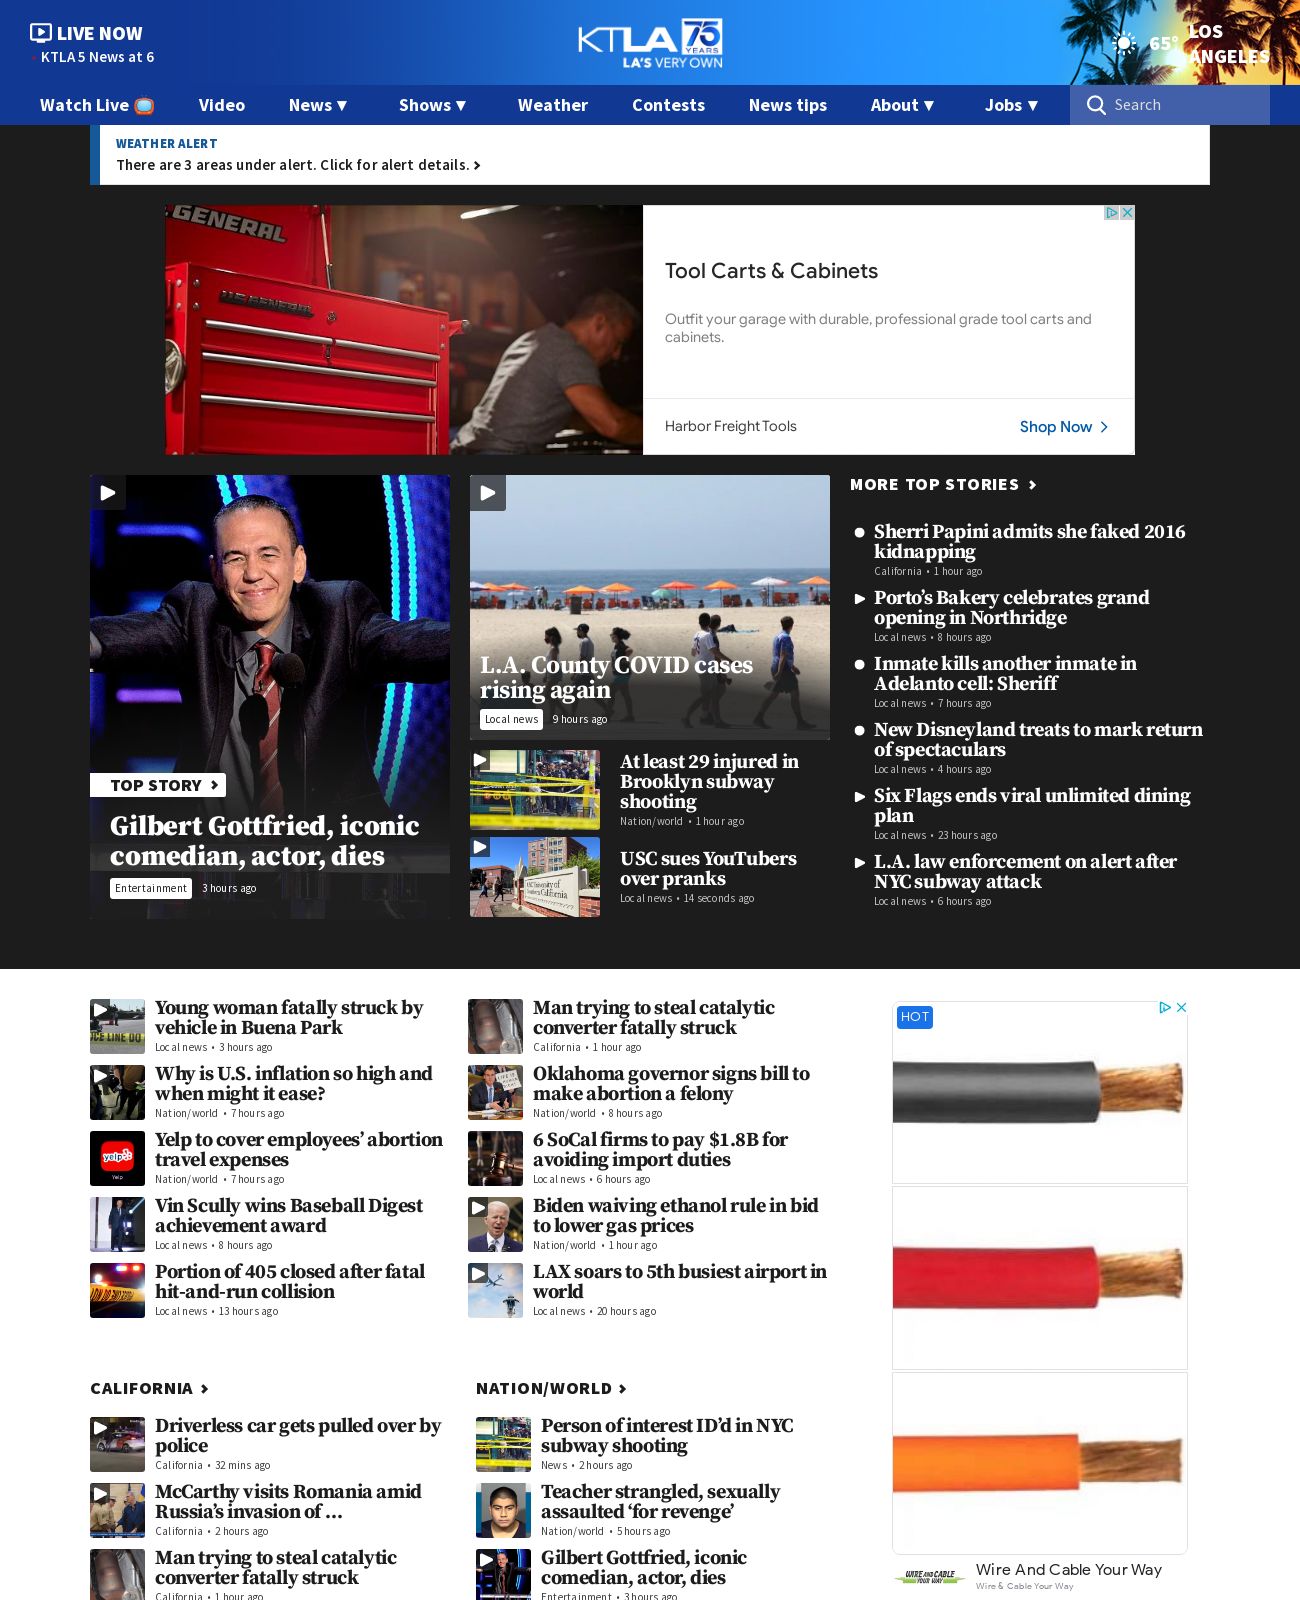 LIVE NOW
KTLA 5 News at 6
KTLA 75
YEARS
LA'S VERY OWN
65°
LOS
ANGELES
Watch Live
Video
News ▼
Shows ▼
Weather
Contests
News tips
About ▼
Jobs ▼
Search
WEATHER ALERT
There are 3 areas under alert. Click for alert details.
GENERAL
U.S. GENERAL
Tool Carts & Cabinets
Outfit your garage with durable, professional grade tool carts and
cabinets.
Harbor Freight Tools
Shop Now
TOP STORY
Gilbert Gottfried, iconic
comedian, actor, dies
Entertainment
3 hours ago
L.A. County COVID cases
rising again
Local news
9 hours ago
At least 29 injured in
Brooklyn subway
shooting
Nation/world • 1 hour ago
USC sues YouTubers
over pranks
Local news • 14 seconds ago
MORE TOP STORIES
Sherri Papini admits she faked 2016
kidnapping
California • 1 hour ago
Porto’s Bakery celebrates grand
opening in Northridge
Local news • 8 hours ago
Inmate kills another inmate in
Adelanto cell: Sheriff
Local news • 7 hours ago
New Disneyland treats to mark return
of spectaculars
Local news • 4 hours ago
Six Flags ends viral unlimited dining
plan
Local news • 23 hours ago
L.A. law enforcement on alert after
NYC subway attack
Local news • 6 hours ago
Young woman fatally struck by
vehicle in Buena Park
Local news • 3 hours ago
Why is U.S. inflation so high and
when might it ease?
Nation/world • 7 hours ago
yelp
Yelp
Yelp to cover employees’ abortion
travel expenses
Nation/world • 7 hours ago
Vin Scully wins Baseball Digest
achievement award
Local news • 8 hours ago
Portion of 405 closed after fatal
hit-and-run collision
Local news • 13 hours ago
Man trying to steal catalytic
converter fatally struck
California • 1 hour ago
Oklahoma governor signs bill to
make abortion a felony
Nation/world • 8 hours ago
6 SoCal firms to pay $1.8B for
avoiding import duties
Local news • 6 hours ago
Biden waiving ethanol rule in bid
to lower gas prices
Nation/world • 1 hour ago
LAX soars to 5th busiest airport in
world
Local news • 20 hours ago
HOT
CALIFORNIA
Driverless car gets pulled over by
police
California • 32 mins ago
McCarthy visits Romania amid
Russia’s invasion of …
California • 2 hours ago
Man trying to steal catalytic
converter fatally struck
California • 1 hour ago
NATION/WORLD
Person of interest ID’d in NYC
subway shooting
News • 2 hours ago
Teacher strangled, sexually
assaulted ‘for revenge’
Nation/world • 5 hours ago
Gilbert Gottfried, iconic
comedian, actor, dies
Entertainment • 3 hours ago
WIRE AND CABLE
YOUR WAY
Wire And Cable Your Way
Wire & Cable Your Way